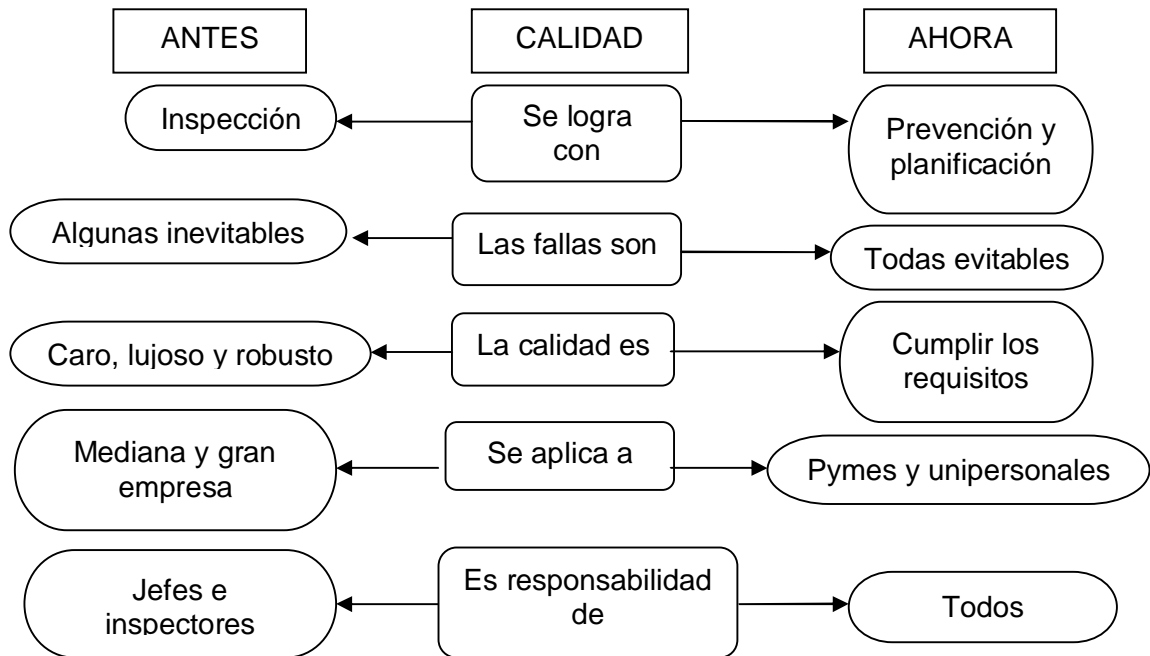 ANTES
CALIDAD
AHORA
Inspección
Se logra
con
Prevención y
planificación
Algunas inevitables
Las fallas son
Todas evitables
Caro, lujoso y robusto
La calidad es
Cumplir los
requisitos
Mediana y gran
empresa
Se aplica a
Pymes y unipersonales
Jefes e
inspectores
Es responsabilidad
de
Todos